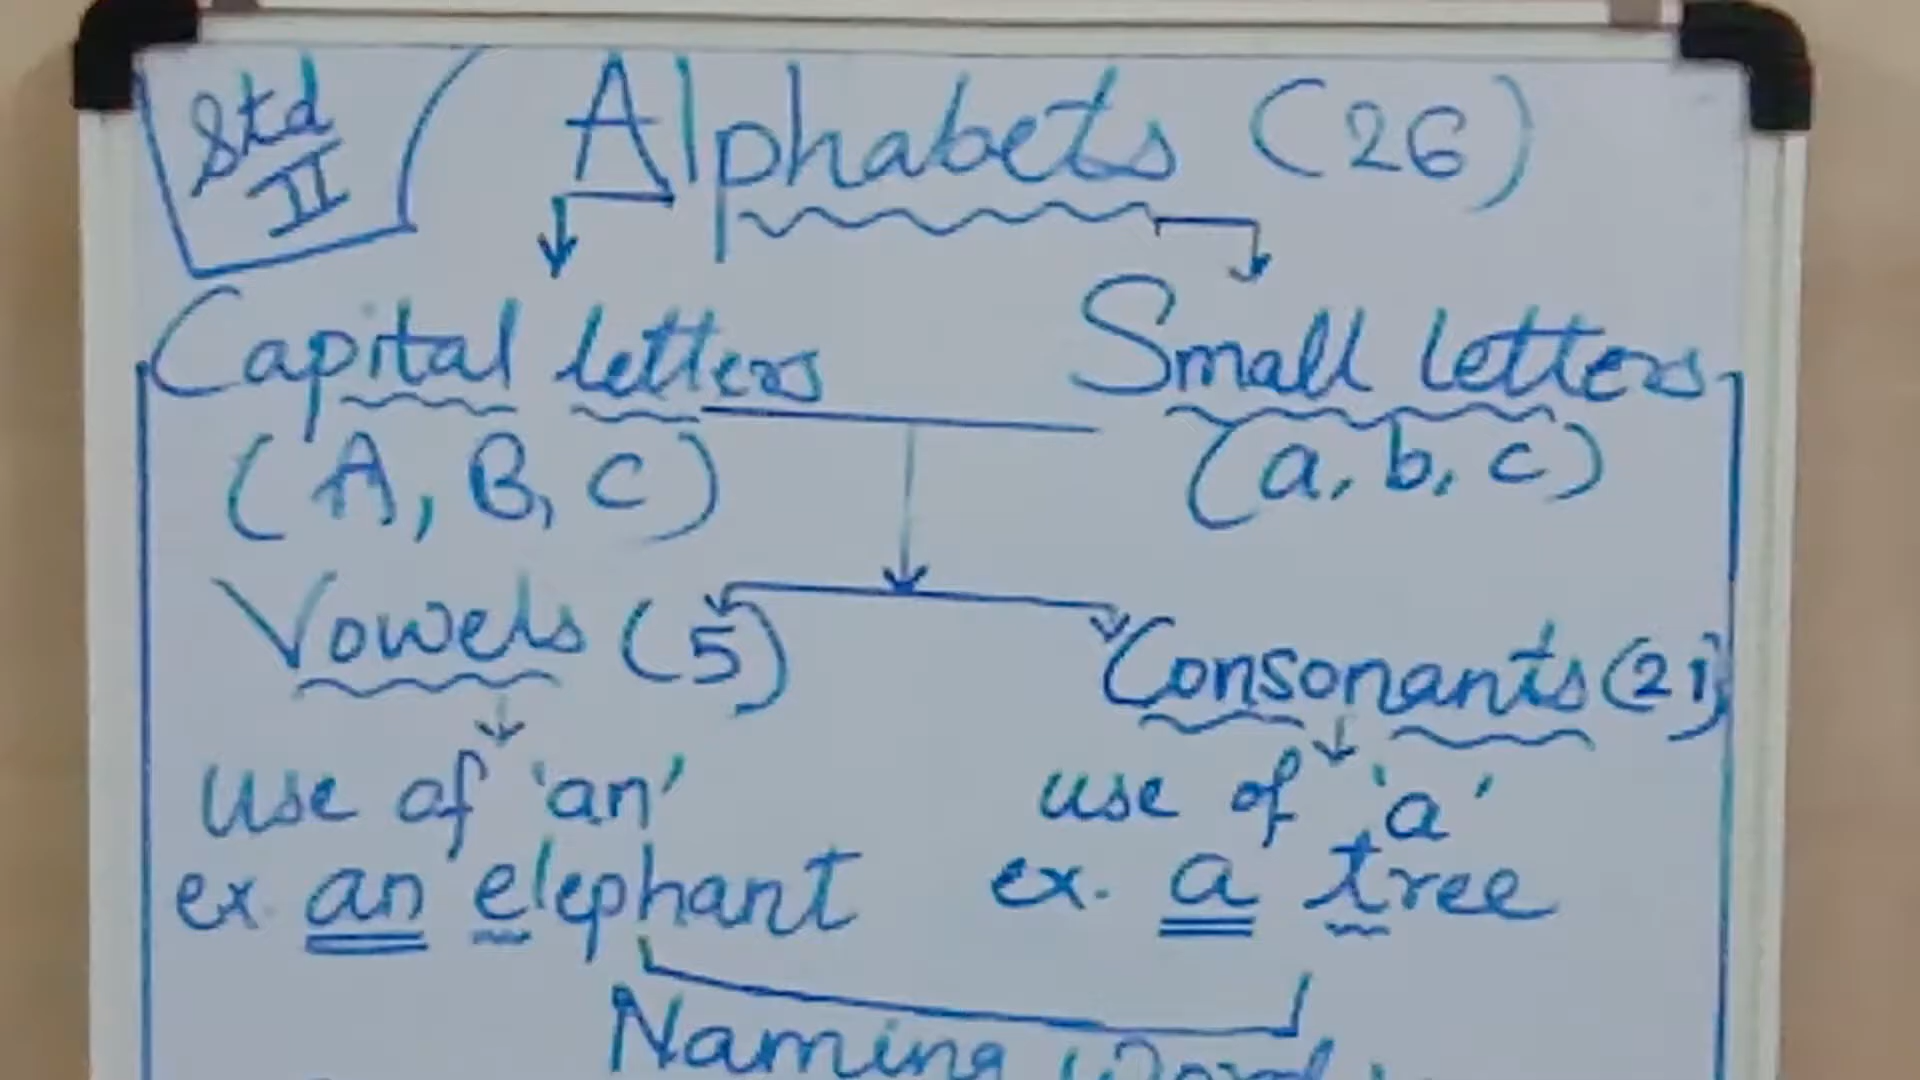 Std
II
Alphabets (26)
Capital letters
Small letters
(A, B, C)
(a, b, c)
Vowels (5)
Consonants (21)
use of 'an'
use of 'a'
ex. an elephant
ex. a tree
Naming